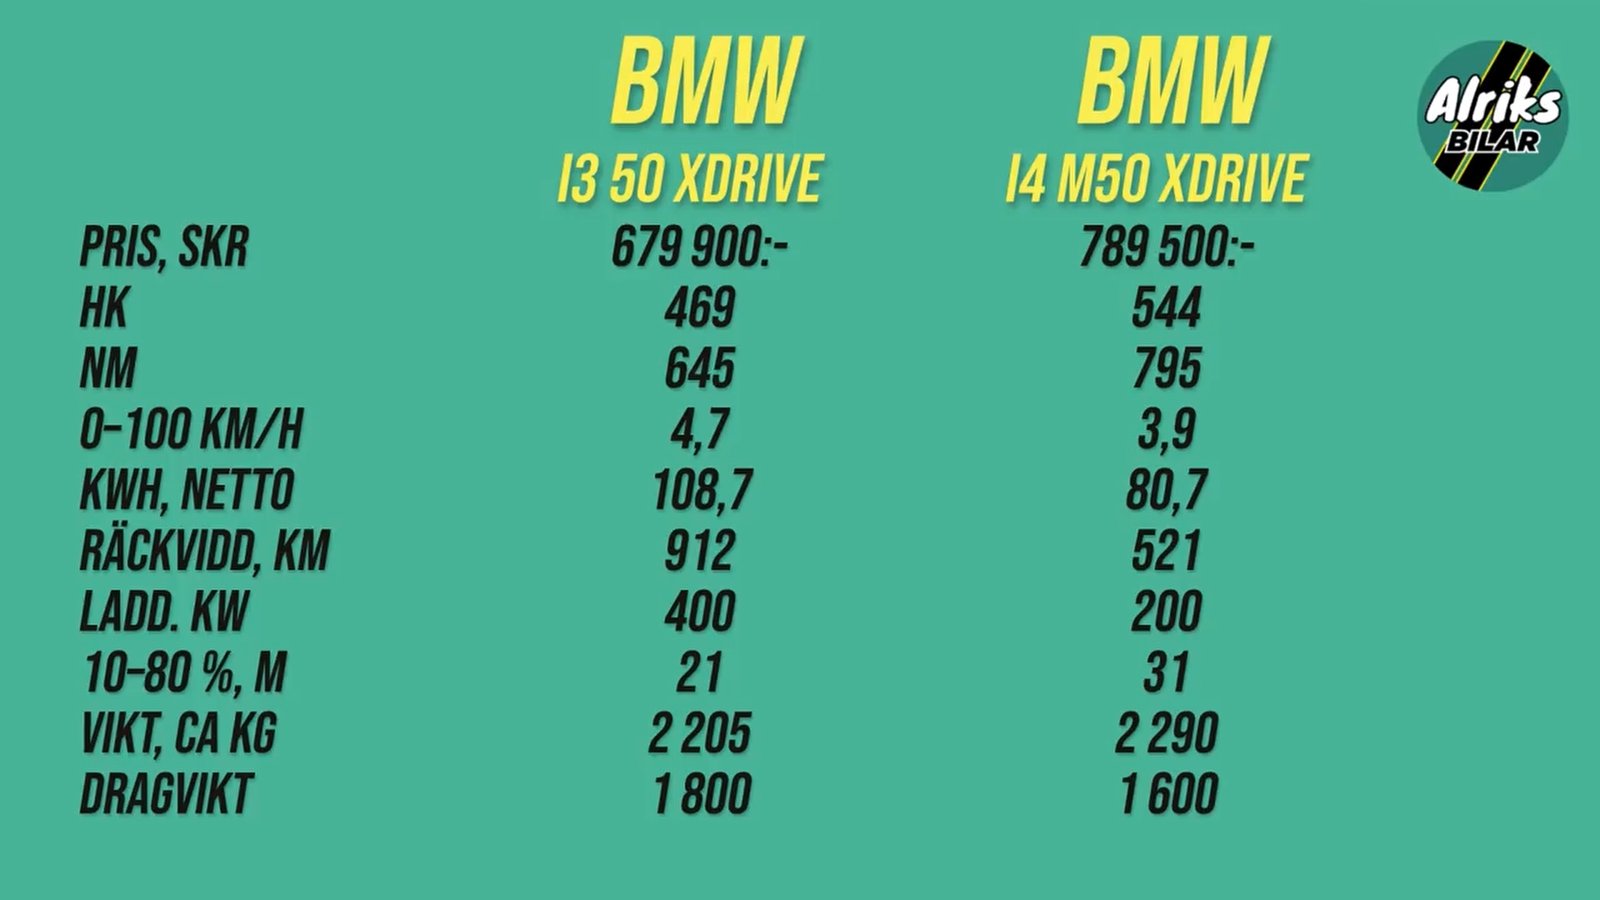 BMW BMW
I3 50 XDRIVE I4 M50 XDRIVE
Alriks
BILAR
PRIS, SKR 679 900:- 789 500:-
HK 469 544
NM 645 795
0–100 KM/H 4,7 3,9
KWH, NETTO 108,7 80,7
RÄCKVIDD, KM 912 521
LADD. KW 400 200
10–80 %, M 21 31
VIKT, CA KG 2 205 2 290
DRAGVIKT 1 800 1 600